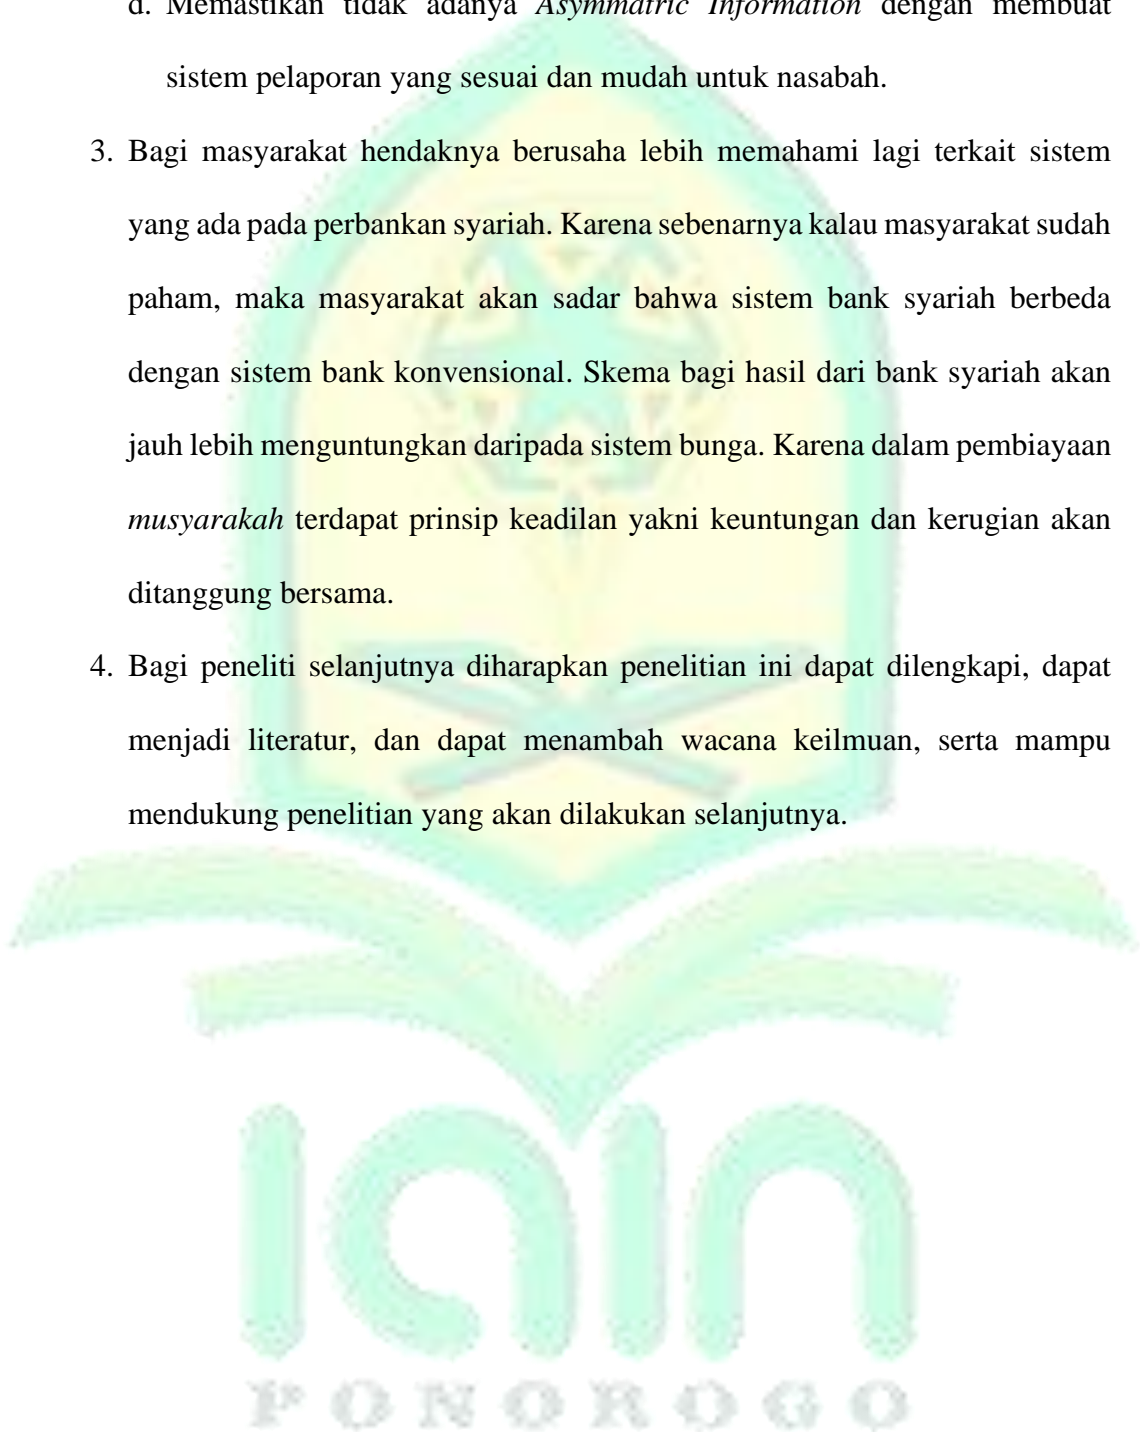 d. Memastikan tidak adanya Asymmatric Information dengan membuat
sistem pelaporan yang sesuai dan mudah untuk nasabah.
3. Bagi masyarakat hendaknya berusaha lebih memahami lagi terkait sistem
yang ada pada perbankan syariah. Karena sebenarnya kalau masyarakat sudah
paham, maka masyarakat akan sadar bahwa sistem bank syariah berbeda
dengan sistem bank konvensional. Skema bagi hasil dari bank syariah akan
jauh lebih menguntungkan daripada sistem bunga. Karena dalam pembiayaan
musyarakah terdapat prinsip keadilan yakni keuntungan dan kerugian akan
ditanggung bersama.
4. Bagi peneliti selanjutnya diharapkan penelitian ini dapat dilengkapi, dapat
menjadi literatur, dan dapat menambah wacana keilmuan, serta mampu
mendukung penelitian yang akan dilakukan selanjutnya.
IAIN
PONOROGO